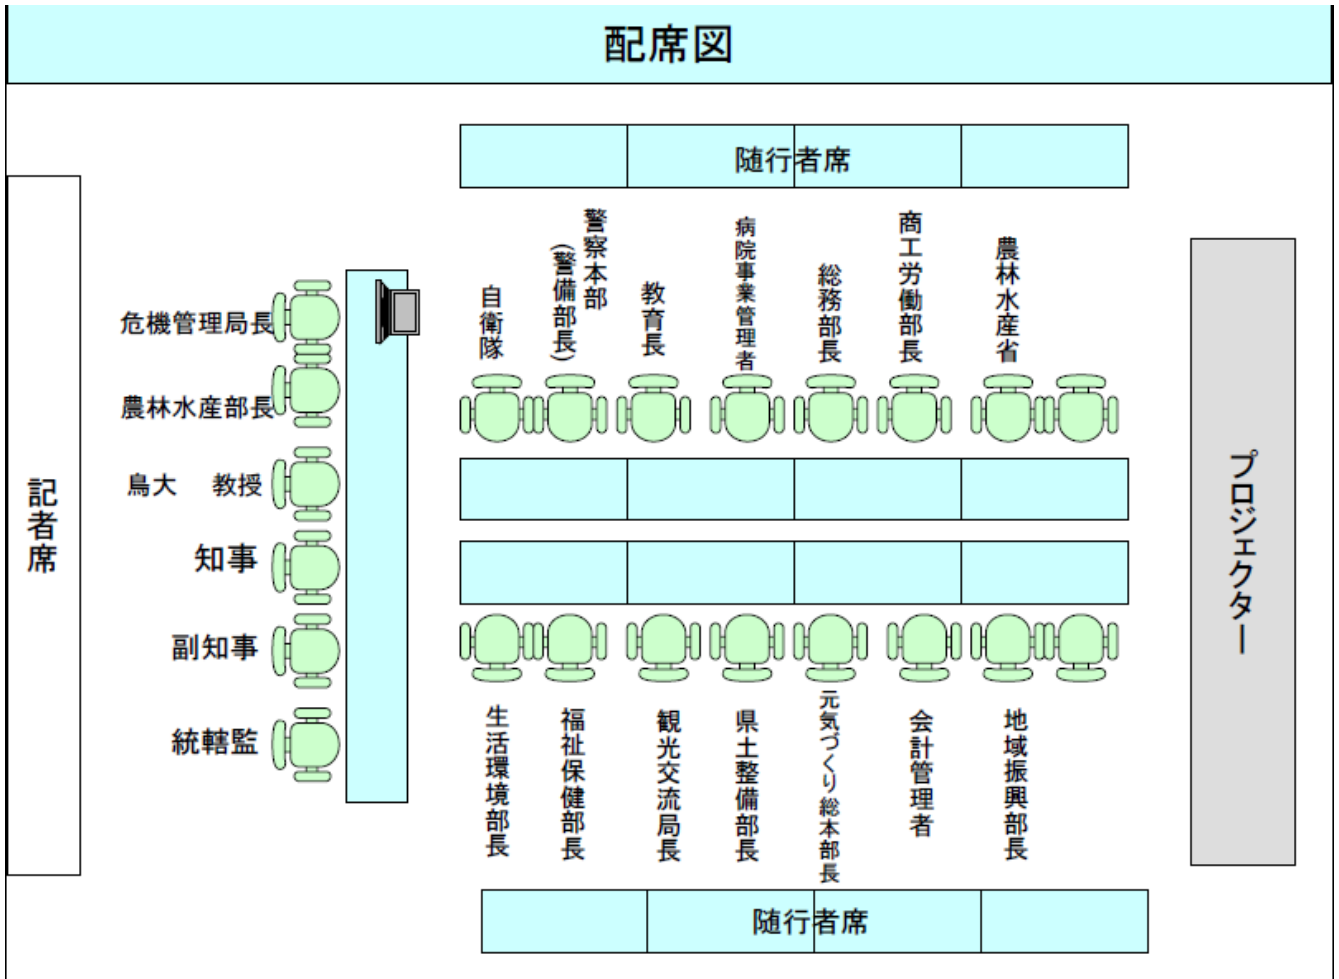 配席図
随行者席
記者席
危機管理局長
農林水産部長
鳥大　教授
知事
副知事
統轄監
自衛隊
警察本部
(警備部長)
教育長
病院事業管理者
総務部長
商工労働部長
農林水産省
プロジェクター
生活環境部長
福祉保健部長
観光交流局長
県土整備部長
元気づくり総本部長
会計管理者
地域振興部長
随行者席